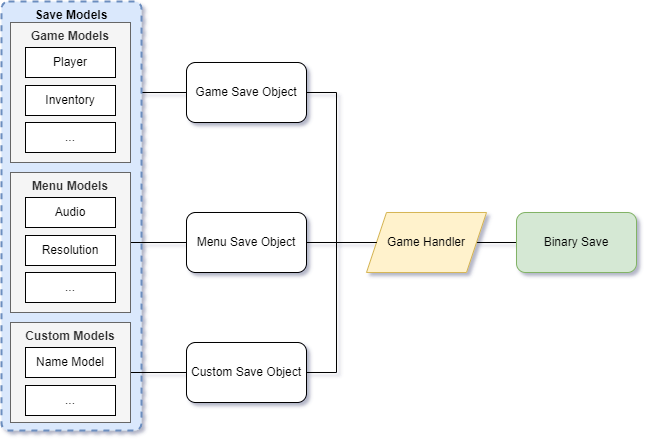 Save Models
Game Models
Player
Inventory
...
Game Save Object
Menu Models
Audio
Resolution
...
Menu Save Object
Game Handler
Binary Save
Custom Models
Name Model
...
Custom Save Object